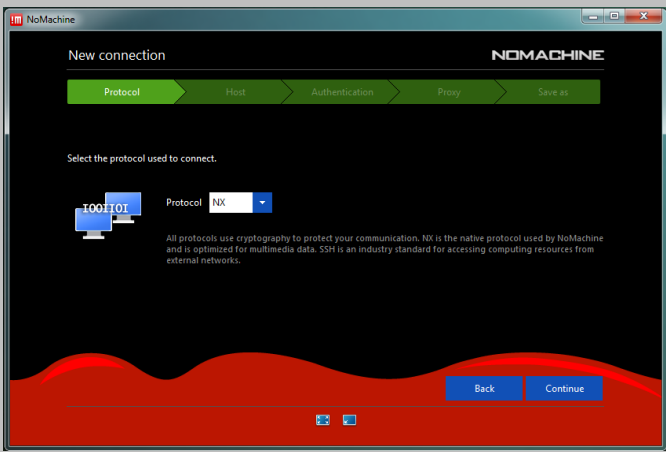 NoMachine
New connection
NOMACHINE
Protocol
Host
Authentication
Proxy
Save as
Select the protocol used to connect.
IOOIIOI
Protocol
NX
All protocols use cryptography to protect your communication. NX is the native protocol used by NoMachine
and is optimized for multimedia data. SSH is an industry standard for accessing computing resources from
external networks.
Back
Continue